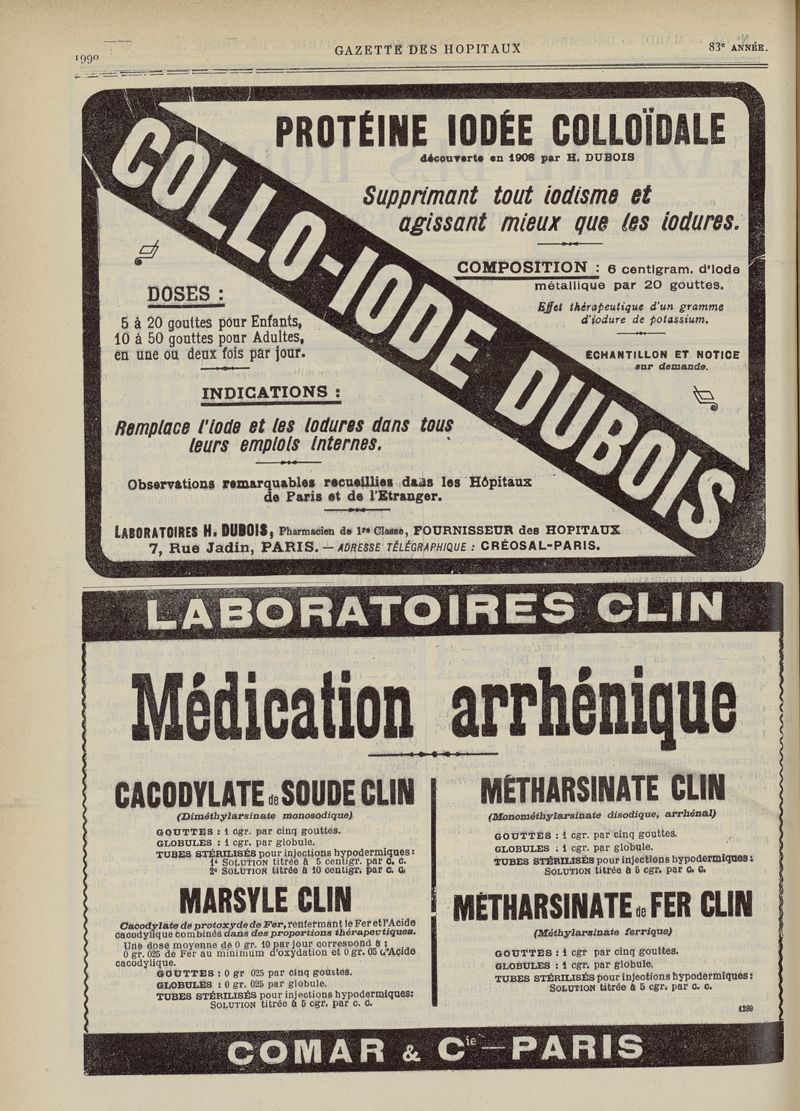 1990
GAZETTE DES HOPITAUX
83e ANNÉE.
PROTÉINE IODÉE COLLOÏDALE
découverte en 1908 par H. DUBOIS
COLLO-IODE DUBOIS
Supprimant tout iodisme et
agissant mieux que les iodures.
COMPOSITION : 6 centigram. d'Iode
métallique par 20 gouttes.
Effet thérapeutique d'un gramme
d'iodure de potassium.
ÉCHANTILLON ET NOTICE
sur demande.
DOSES :
5 à 20 gouttes pour Enfants,
10 à 50 gouttes pour Adultes,
en une ou deux fois par jour.
INDICATIONS :
Remplace l'Iode et les Iodures dans tous
leurs emplois Internes.
Observations remarquables recueillies dans les Hôpitaux
de Paris et de l'Etranger.
LABORATOIRES H. DUBOIS, Pharmacien de 1re Classe, FOURNISSEUR des HOPITAUX
7, Rue Jadin, PARIS. — ADRESSE TÉLÉGRAPHIQUE : CRÉOSAL-PARIS.
LABORATOIRES CLIN
Médication arrhénique
CACODYLATE de SOUDE CLIN
(Diméthylarsinate monosodique)
GOUTTES : 1 cgr. par cinq gouttes.
GLOBULES : 1 cgr. par globule.
TUBES STÉRILISÉS pour injections hypodermiques:
1e SOLUTION titrée à 5 centigr. par c. c.
2e SOLUTION titrée à 10 centigr. par c. c.
MARSYLE CLIN
Cacodylate de protoxyde de Fer, renfermant le Fer et l'Acide
cacodylique combinés dans des proportions thérapeutiques.
Une dose moyenne de 0 gr. 10 par jour correspond à :
0 gr. 025 de Fer au minimum d'oxydation et 0 gr. 05 d'Acide
cacodylique.
GOUTTES : 0 gr 025 par cinq gouttes.
GLOBULES : 0 gr. 025 par globule.
TUBES STÉRILISÉS pour injections hypodermiques:
SOLUTION titrée à 5 cgr. par c. c.
MÉTHARSINATE CLIN
(Monométhylarsinate disodique, arrhénal)
GOUTTES : 1 cgr. par cinq gouttes.
GLOBULES : 1 cgr. par globule.
TUBES STÉRILISÉS pour injections hypodermiques :
SOLUTION titrée à 5 cgr. par c. c.
MÉTHARSINATE de FER CLIN
(Méthylarsinate ferrique)
GOUTTES : 1 cgr par cinq gouttes.
GLOBULES : 1 cgr. par globule.
TUBES STÉRILISÉS pour injections hypodermiques:
SOLUTION titrée à 5 cgr. par c. c.
1280
COMAR & Cie — PARIS